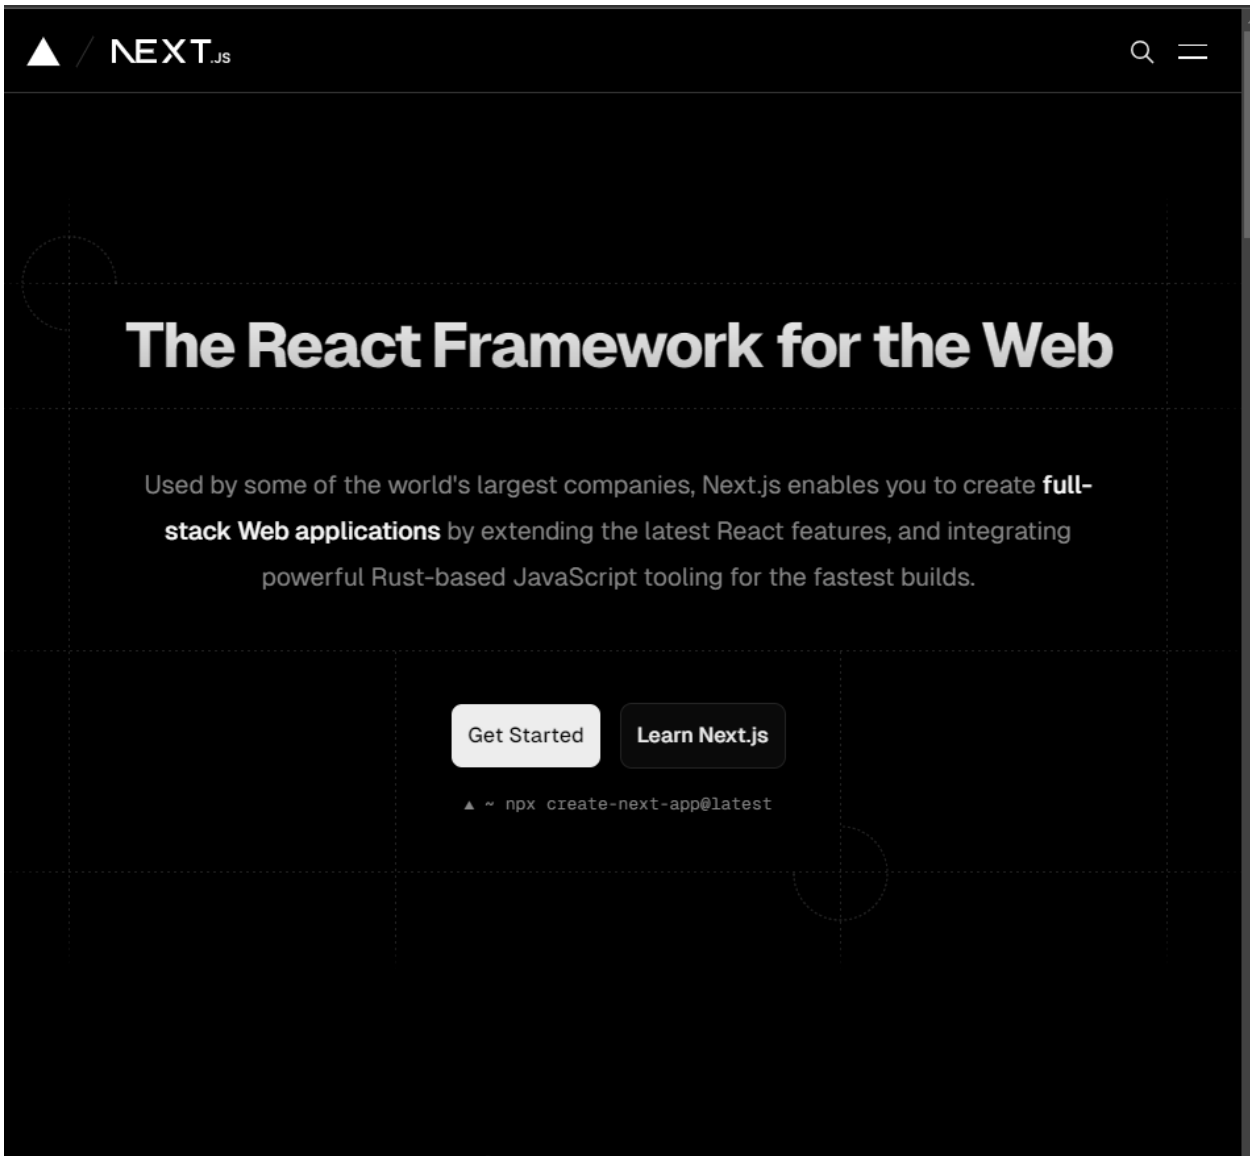 NEXT.JS
The React Framework for the Web
Used by some of the world's largest companies, Next.js enables you to create full-
stack Web applications by extending the latest React features, and integrating
powerful Rust-based JavaScript tooling for the fastest builds.
Get Started
Learn Next.js
▲ ~ npx create-next-app@latest